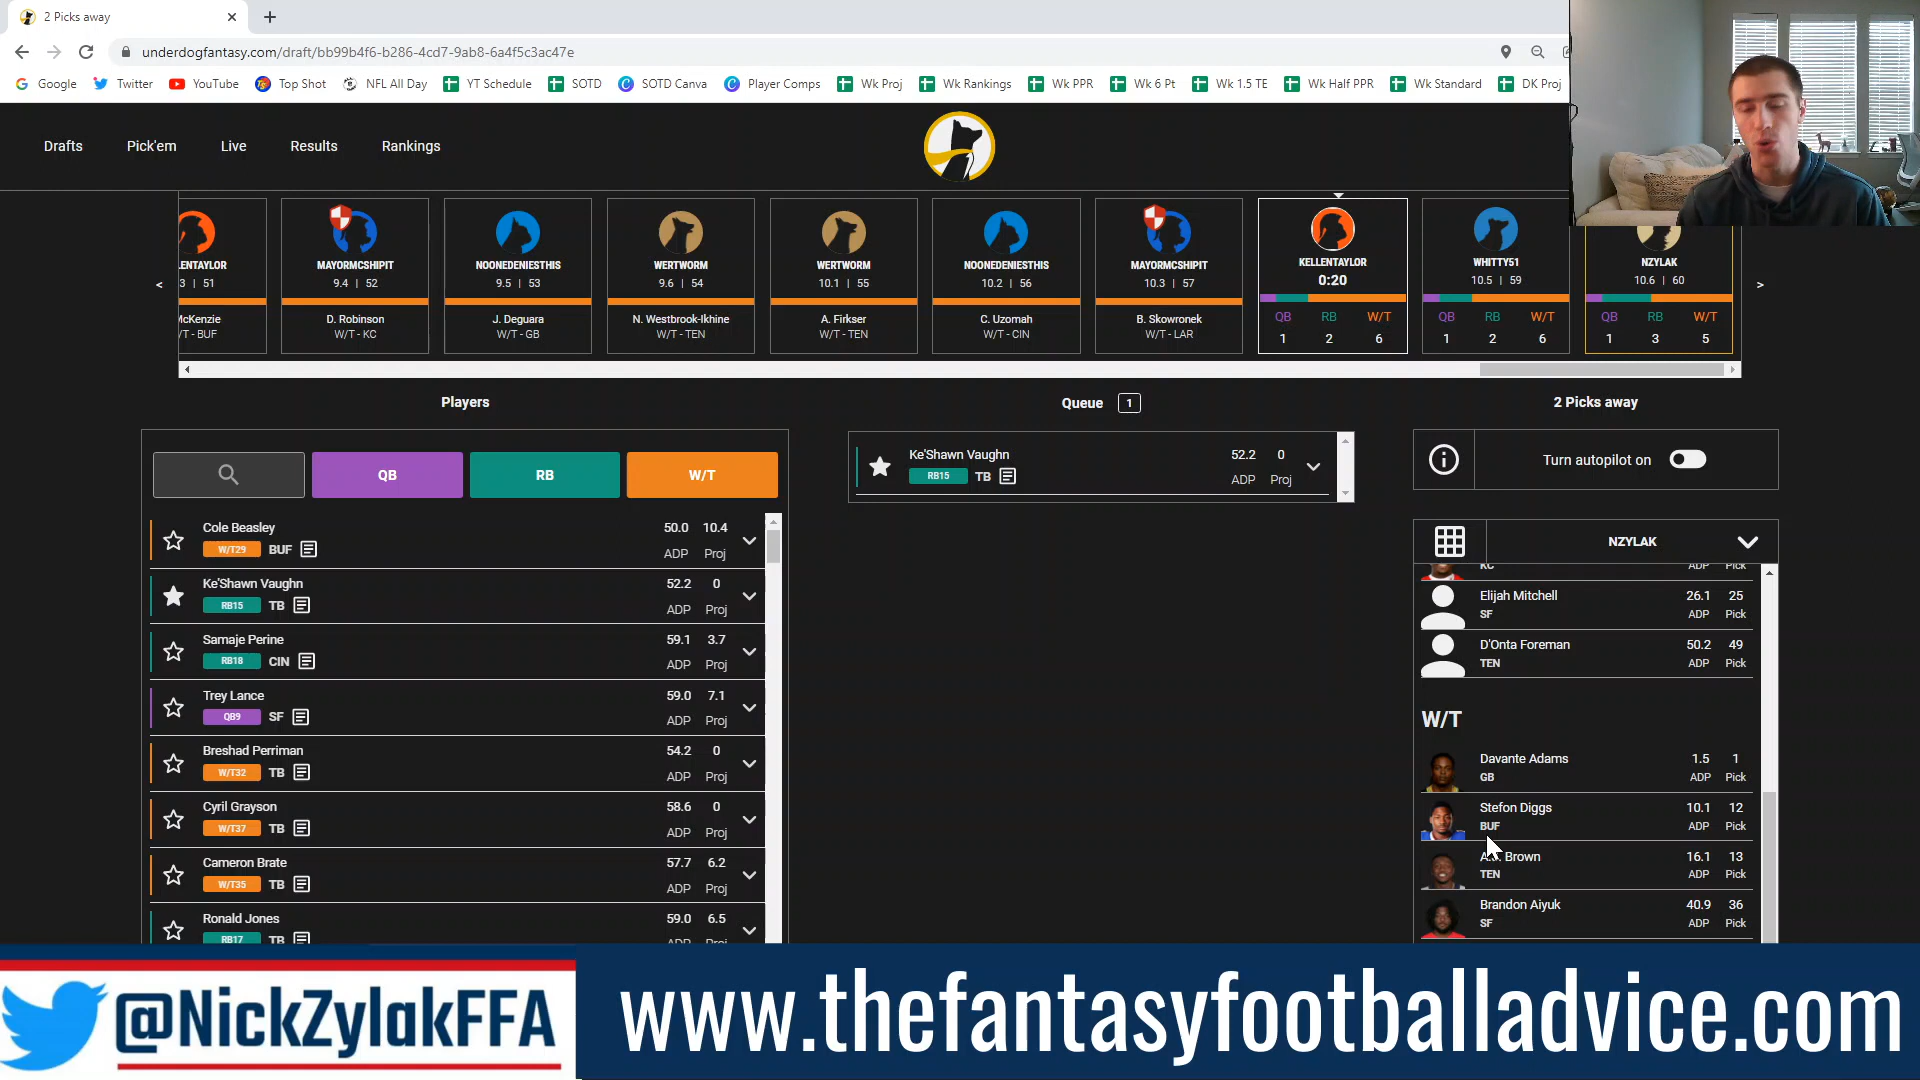 2 Picks away
underdogfantasy.com/draft/bb99b4f6-b286-4cd7-9ab8-6a4f5c3ac47e
Google Twitter YouTube Top Shot NFL All Day YT Schedule SOTD SOTD Canva Player Comps Wk Proj Wk Rankings Wk PPR Wk 6 Pt Wk 1.5 TE Wk Half PPR Wk Standard DK Proj
Drafts Pick'em Live Results Rankings
LENTAYLOR MAYORMCSHIPIT NOONEDENIESTHIS WERTWORM WERTWORM NOONEDENIESTHIS MAYORMCSHIPIT KELLENTAYLOR WHITTY51 NZYLAK
3 | 51 9.4 | 52 9.5 | 53 9.6 | 54 10.1 | 55 10.2 | 56 10.3 | 57 0:20 10.5 | 59 10.6 | 60
McKenzie D. Robinson J. Deguara N. Westbrook-Ikhine A. Firkser C. Uzomah B. Skowronek QB RB W/T QB RB W/T QB RB W/T
/T - BUF W/T - KC W/T - GB W/T - TEN W/T - TEN W/T - CIN W/T - LAR 1 2 6 1 2 6 1 3 5
Players
QB RB W/T
Cole Beasley 50.0 10.4
W/T29 BUF ADP Proj
Ke'Shawn Vaughn 52.2 0
RB15 TB ADP Proj
Samaje Perine 59.1 3.7
RB18 CIN ADP Proj
Trey Lance 59.0 7.1
QB9 SF ADP Proj
Breshad Perriman 54.2 0
W/T32 TB ADP Proj
Cyril Grayson 58.6 0
W/T37 TB ADP Proj
Cameron Brate 57.7 6.2
W/T35 TB ADP Proj
Ronald Jones 59.0 6.5
RB17 TB ADP Proj
Queue 1
Ke'Shawn Vaughn 52.2 0
RB15 TB ADP Proj
2 Picks away
Turn autopilot on
NZYLAK
KC ADP Pick
Elijah Mitchell 26.1 25
SF ADP Pick
D'Onta Foreman 50.2 49
TEN ADP Pick
W/T
Davante Adams 1.5 1
GB ADP Pick
Stefon Diggs 10.1 12
BUF ADP Pick
Brown 16.1 13
TEN ADP Pick
Brandon Aiyuk 40.9 36
SF ADP Pick
@NickZylakFFA
www.thefantasyfootballadvice.com